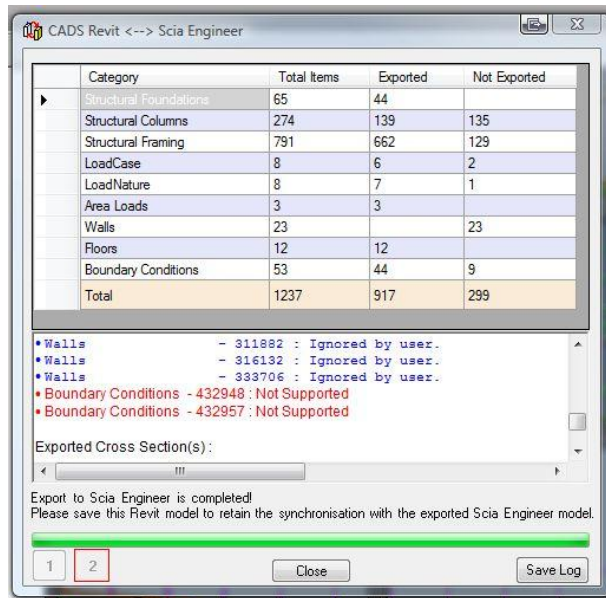 CADS Revit <--> Scia Engineer
Category Total Items Exported Not Exported
Structural Foundations 65 44
Structural Columns 274 139 135
Structural Framing 791 662 129
LoadCase 8 6 2
LoadNature 8 7 1
Area Loads 3 3
Walls 23 23
Floors 12 12
Boundary Conditions 53 44 9
Total 1237 917 299
•Walls - 311882 : Ignored by user.
•Walls - 316132 : Ignored by user.
•Walls - 333706 : Ignored by user.
• Boundary Conditions - 432948 : Not Supported
• Boundary Conditions - 432957 : Not Supported
Exported Cross Section(s) :
Export to Scia Engineer is completed!
Please save this Revit model to retain the synchronisation with the exported Scia Engineer model.
1 2 Close Save Log